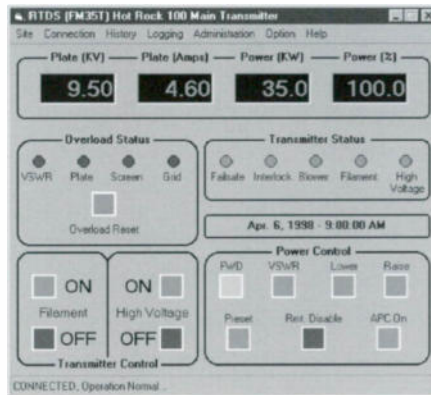 RTDS (FM35T) Hot Rock 100 Main Transmitter
Site Connection History Logging Administration Option Help
Plate (KV) Plate (Amps) Power (KW) Power (%)
9.50 4.60 35.0 100.0
Overload Status
VSWR Plate Screen Grid
Overload Reset
Transmitter Status
Failsafe Interlock Blower Filament High Voltage
Apr. 6, 1998 - 9:00:00 AM
Power Control
FWD VSWR Lower Raise
Preset Rem. Disable APC On
ON ON
Filament High Voltage
OFF OFF
Transmitter Control
CONNECTED, Operation Normal...